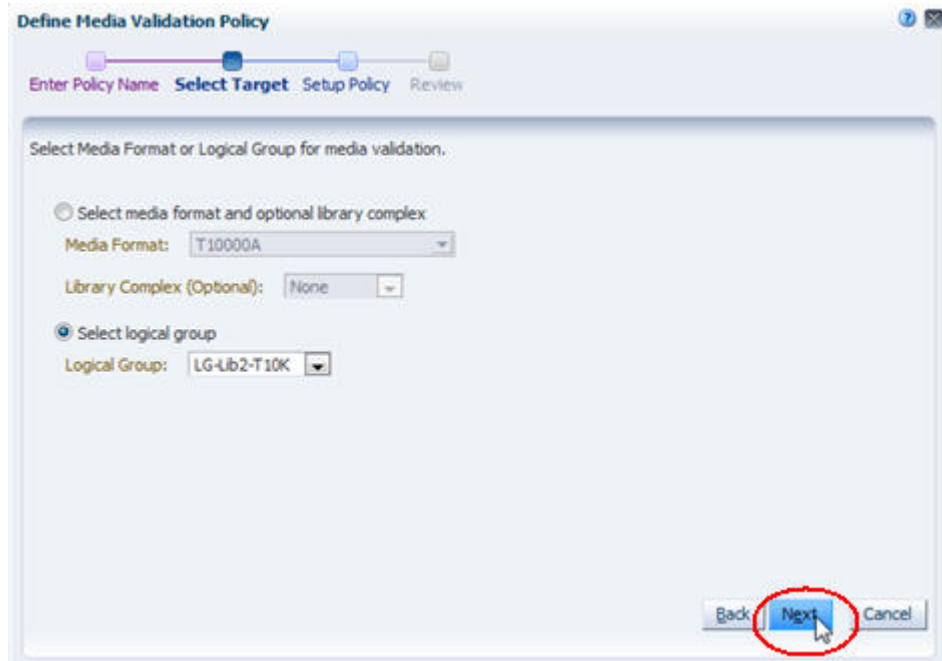 Define Media Validation Policy
Enter Policy Name Select Target Setup Policy Review
Select Media Format or Logical Group for media validation.
Select media format and optional library complex
Media Format: T10000A
Library Complex (Optional): None
Select logical group
Logical Group: LG-Lib2-T10K
Back Next Cancel